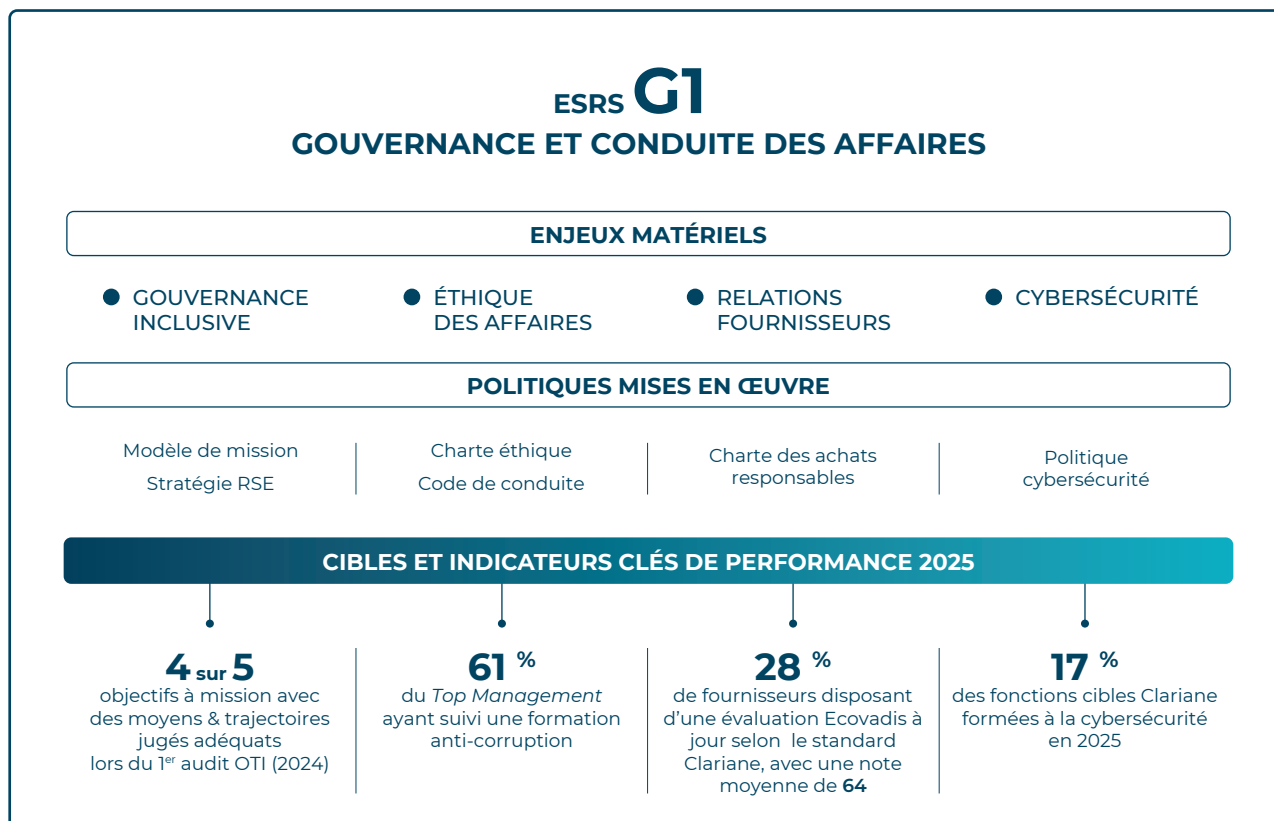 ESRS G1
GOUVERNANCE ET CONDUITE DES AFFAIRES
ENJEUX MATÉRIELS
GOUVERNANCE
INCLUSIVE
ÉTHIQUE
DES AFFAIRES
RELATIONS
FOURNISSEURS
CYBERSÉCURITÉ
POLITIQUES MISES EN ŒUVRE
Modèle de mission
Stratégie RSE
Charte éthique
Code de conduite
Charte des achats
responsables
Politique
cybersécurité
CIBLES ET INDICATEURS CLÉS DE PERFORMANCE 2025
4 sur 5
objectifs à mission avec
des moyens & trajectoires
jugés adéquats
lors du 1er audit OTI (2024)
61 %
du Top Management
ayant suivi une formation
anti-corruption
28 %
de fournisseurs disposant
d'une évaluation Ecovadis à
jour selon le standard
Clariane, avec une note
moyenne de 64
17 %
des fonctions cibles Clariane
formées à la cybersécurité
en 2025